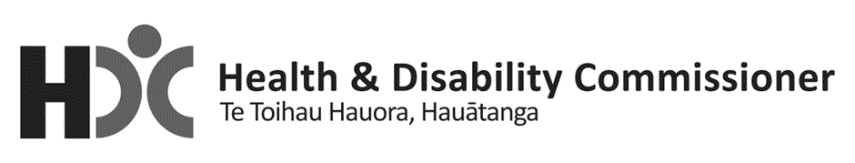 HDC
Health & Disability Commissioner
Te Toihau Hauora, Hauātanga